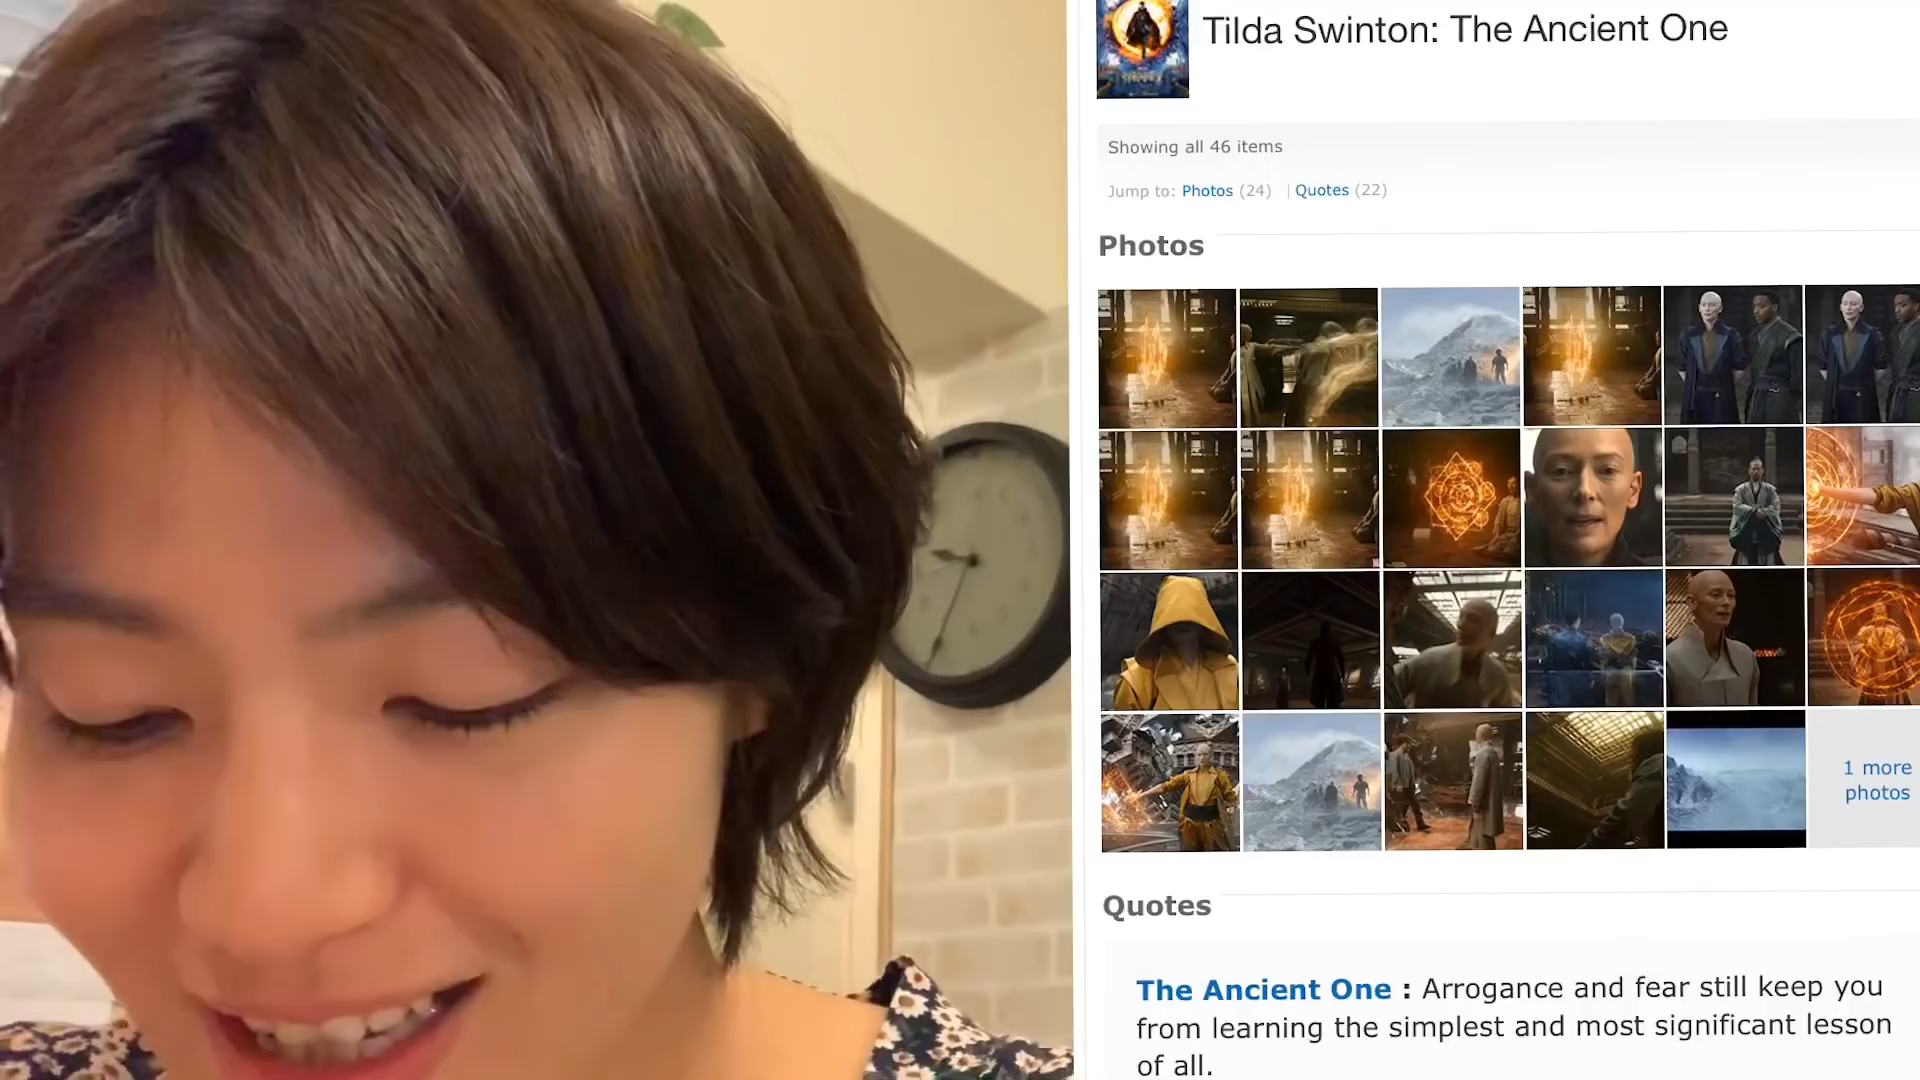 Tilda Swinton: The Ancient One
Showing all 46 items
Jump to: Photos (24) | Quotes (22)
Photos
1 more
photos
Quotes
The Ancient One : Arrogance and fear still keep you
from learning the simplest and most significant lesson
of all.